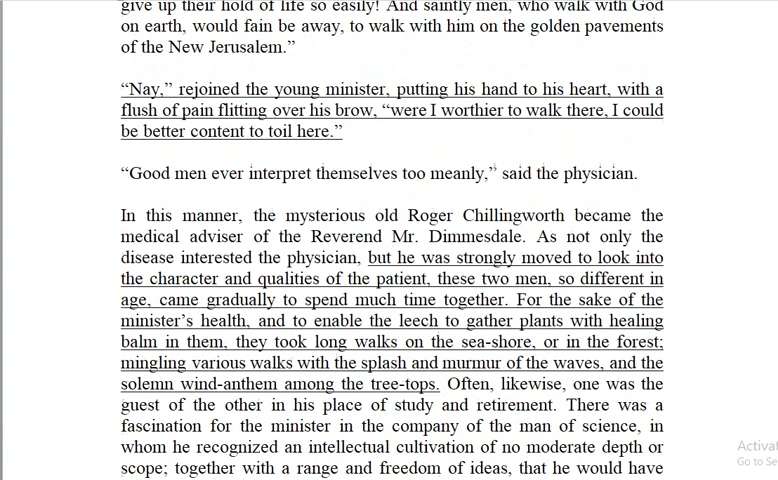 give up their hold of life so easily! And saintly men, who walk with God
on earth, would fain be away, to walk with him on the golden pavements
of the New Jerusalem.”
“Nay,” rejoined the young minister, putting his hand to his heart, with a
flush of pain flitting over his brow, “were I worthier to walk there, I could
be better content to toil here.”
“Good men ever interpret themselves too meanly,” said the physician.
In this manner, the mysterious old Roger Chillingworth became the
medical adviser of the Reverend Mr. Dimmesdale. As not only the
disease interested the physician, but he was strongly moved to look into
the character and qualities of the patient, these two men, so different in
age, came gradually to spend much time together. For the sake of the
minister’s health, and to enable the leech to gather plants with healing
balm in them, they took long walks on the sea-shore, or in the forest;
mingling various walks with the splash and murmur of the waves, and the
solemn wind-anthem among the tree-tops. Often, likewise, one was the
guest of the other in his place of study and retirement. There was a
fascination for the minister in the company of the man of science, in
whom he recognized an intellectual cultivation of no moderate depth or
scope; together with a range and freedom of ideas, that he would have
Activat
Go to Se